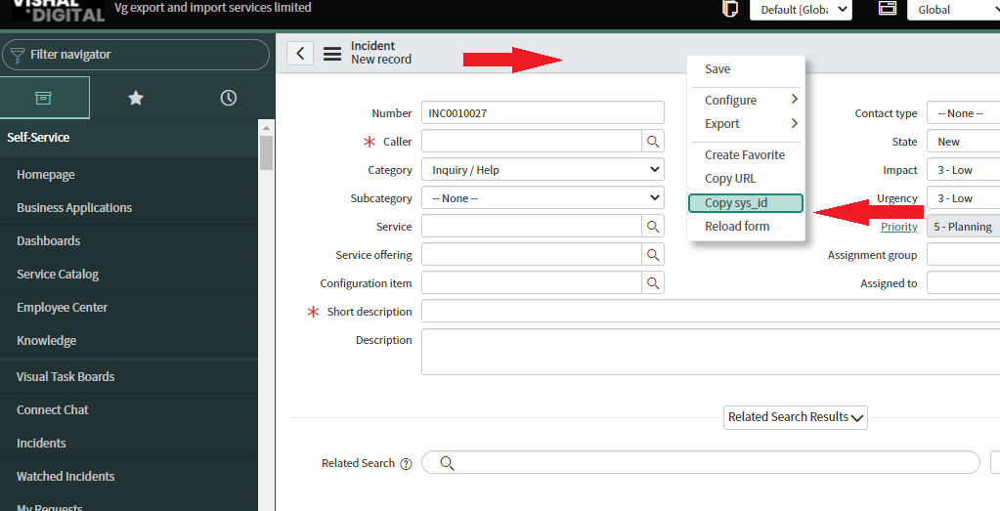 VISHAL
DIGITAL
Vg export and import services limited
Default [Globa
Global
Filter navigator
Incident
New record
Self-Service
Homepage
Business Applications
Dashboards
Service Catalog
Employee Center
Knowledge
Visual Task Boards
Connect Chat
Incidents
Watched Incidents
My Requests
Number
INC0010027
Caller
Category
Inquiry / Help
Subcategory
-- None --
Service
Service offering
Configuration item
Short description
Description
Save
Configure
Export
Create Favorite
Copy URL
Copy sys_id
Reload form
Contact type
-- None --
State
New
Impact
3 - Low
Urgency
3 - Low
Priority
5 - Planning
Assignment group
Assigned to
Related Search Results
Related Search